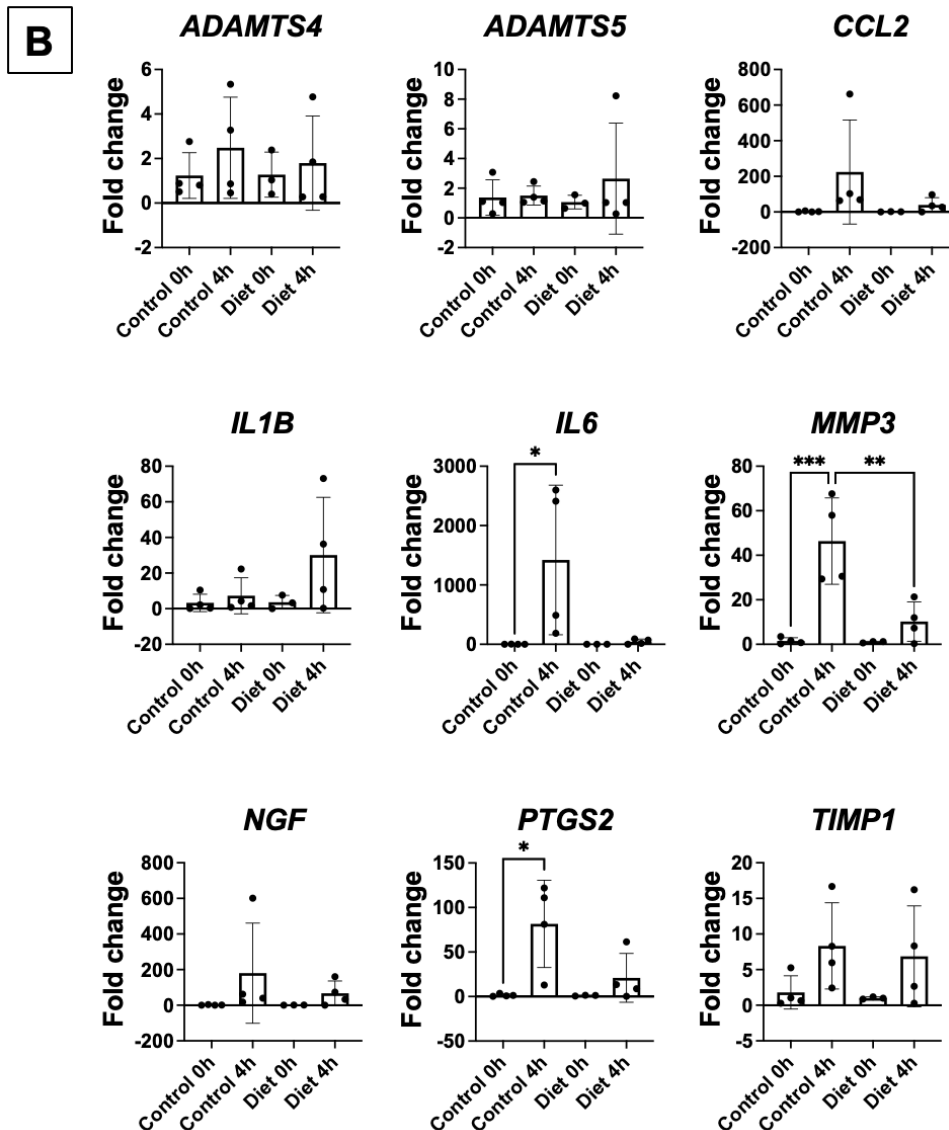 B
ADAMTS4 ADAMTS5 CCL2
Fold change
6
4
2
0
-2
Control 0h Control 4h Diet 0h Diet 4h
Fold change
10
8
6
4
2
0
-2
Control 0h Control 4h Diet 0h Diet 4h
Fold change
800
600
400
200
0
-200
Control 0h Control 4h Diet 0h Diet 4h
IL1B IL6 MMP3
Fold change
80
60
40
20
0
-20
Control 0h Control 4h Diet 0h Diet 4h
*
Fold change
3000
2000
1000
0
Control 0h Control 4h Diet 0h Diet 4h
*** **
Fold change
80
60
40
20
0
Control 0h Control 4h Diet 0h Diet 4h
NGF PTGS2 TIMP1
Fold change
800
600
400
200
0
-200
Control 0h Control 4h Diet 0h Diet 4h
*
Fold change
150
100
50
0
-50
Control 0h Control 4h Diet 0h Diet 4h
Fold change
20
15
10
5
0
-5
Control 0h Control 4h Diet 0h Diet 4h